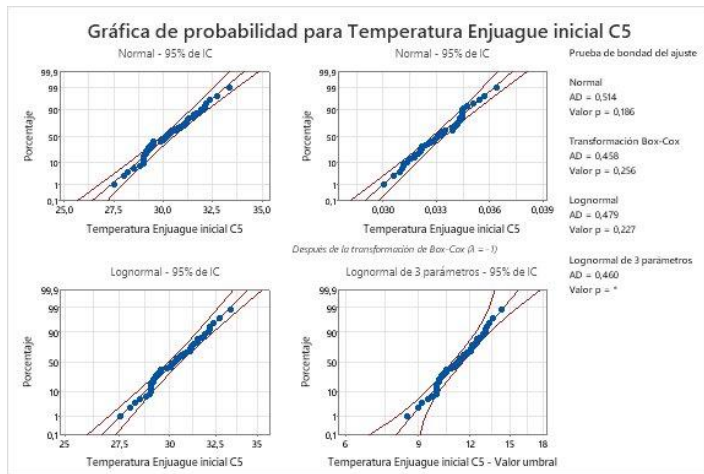 Gráfica de probabilidad para Temperatura Enjuague inicial C5
Normal - 95% de IC
Porcentaje
99,9
99
90
50
10
1
0,1
25,0 27,5 30,0 32,5 35,0
Temperatura Enjuague inicial C5
Normal - 95% de IC
Porcentaje
99,9
99
90
50
10
1
0,1
0,030 0,033 0,036 0,039
Temperatura Enjuague inicial C5
Después de la transformación de Box-Cox (λ = -1)
Lognormal - 95% de IC
Porcentaje
99,9
99
90
50
10
1
0,1
25 27,5 30 32,5 35
Temperatura Enjuague inicial C5
Lognormal de 3 parámetros - 95% de IC
Porcentaje
99,9
99
90
50
10
1
0,1
6 9 12 15 18
Temperatura Enjuague inicial C5 - Valor umbral
Prueba de bondad del ajuste
Normal
AD = 0,514
Valor p = 0,186
Transformación Box-Cox
AD = 0,458
Valor p = 0,256
Lognormal
AD = 0,479
Valor p = 0,227
Lognormal de 3 parámetros
AD = 0,460
Valor p = *